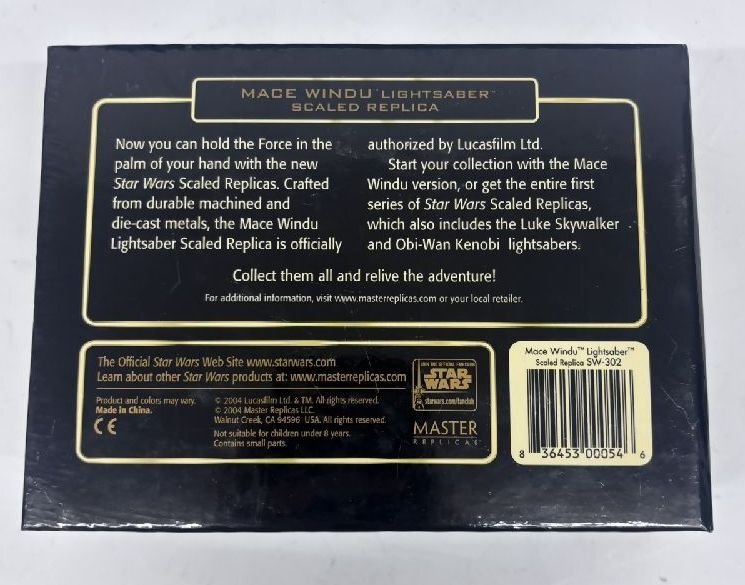 MACE WINDU™ LIGHTSABER™
SCALED REPLICA
Now you can hold the Force in the
palm of your hand with the new
Star Wars Scaled Replicas. Crafted
from durable machined and
die-cast metals, the Mace Windu
Lightsaber Scaled Replica is officially
authorized by Lucasfilm Ltd.
Start your collection with the Mace
Windu version, or get the entire first
series of Star Wars Scaled Replicas,
which also includes the Luke Skywalker
and Obi-Wan Kenobi lightsabers.
Collect them all and relive the adventure!
For additional information, visit www.masterreplicas.com or your local retailer.
The Official Star Wars Web Site www.starwars.com
Learn about other Star Wars products at: www.masterreplicas.com
Product and colors may vary.
Made in China.
CE
© 2004 Lucasfilm Ltd. & TM. All rights reserved.
© 2004 Master Replicas LLC.
Walnut Creek, CA 94596 USA. All rights reserved.
Not suitable for children under 8 years.
Contains small parts.
STAR
WARS
starwars.com/fanclub
MASTER
REPLICAS
Mace Windu™ Lightsaber™
Scaled Replica SW-302
8 36453 00054 6